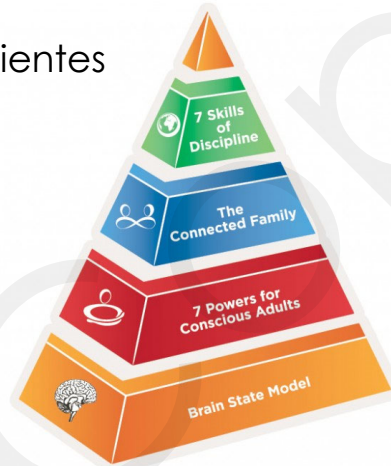 ientes
7 Skills
of
Discipline
The
Connected Family
7 Powers for
Conscious Adults
Brain State Model